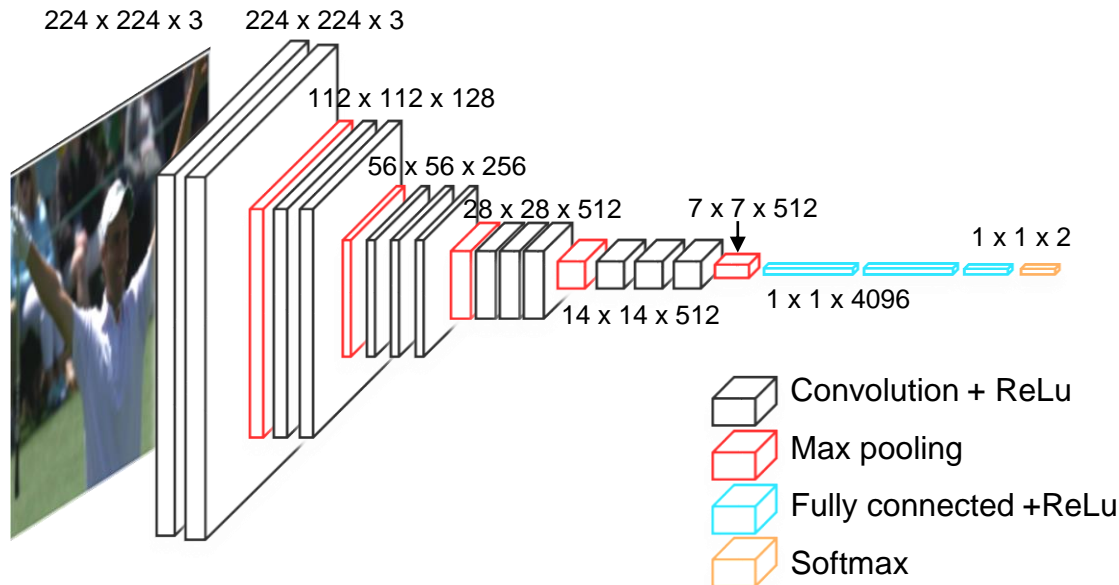 224 x 224 x 3
224 x 224 x 3
112 x 112 x 128
56 x 56 x 256
28 x 28 x 512
7 x 7 x 512
1 x 1 x 2
1 x 1 x 4096
14 x 14 x 512
Convolution + ReLu
Max pooling
Fully connected +ReLu
Softmax